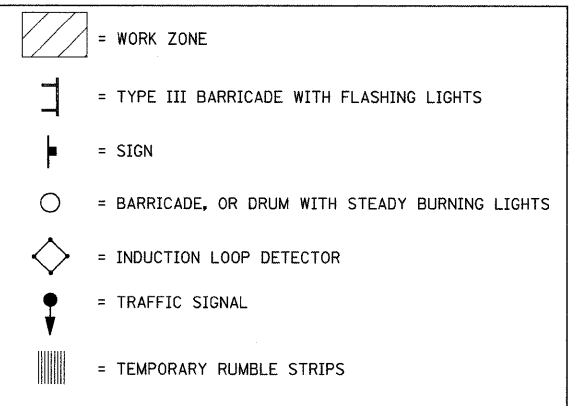 = WORK ZONE
= TYPE III BARRICADE WITH FLASHING LIGHTS
= SIGN
= BARRICADE, OR DRUM WITH STEADY BURNING LIGHTS
= INDUCTION LOOP DETECTOR
= TRAFFIC SIGNAL
= TEMPORARY RUMBLE STRIPS